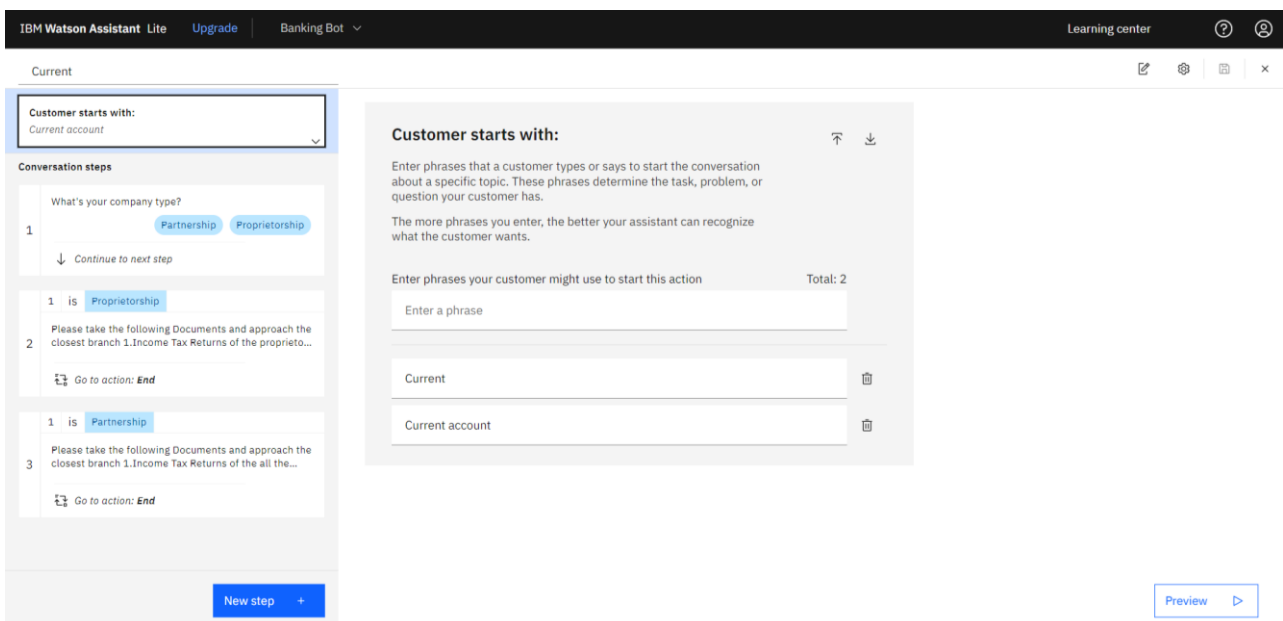 IBM Watson Assistant Lite Upgrade Banking Bot Learning center
Current
Customer starts with:
Current account
Conversation steps
1
What's your company type?
Partnership Proprietorship
Continue to next step
2
1 is Proprietorship
Please take the following Documents and approach the
closest branch 1.Income Tax Returns of the proprieto...
Go to action: End
3
1 is Partnership
Please take the following Documents and approach the
closest branch 1.Income Tax Returns of the all the...
Go to action: End
New step +
Customer starts with:
Enter phrases that a customer types or says to start the conversation
about a specific topic. These phrases determine the task, problem, or
question your customer has.
The more phrases you enter, the better your assistant can recognize
what the customer wants.
Enter phrases your customer might use to start this action Total: 2
Enter a phrase
Current
Current account
Preview